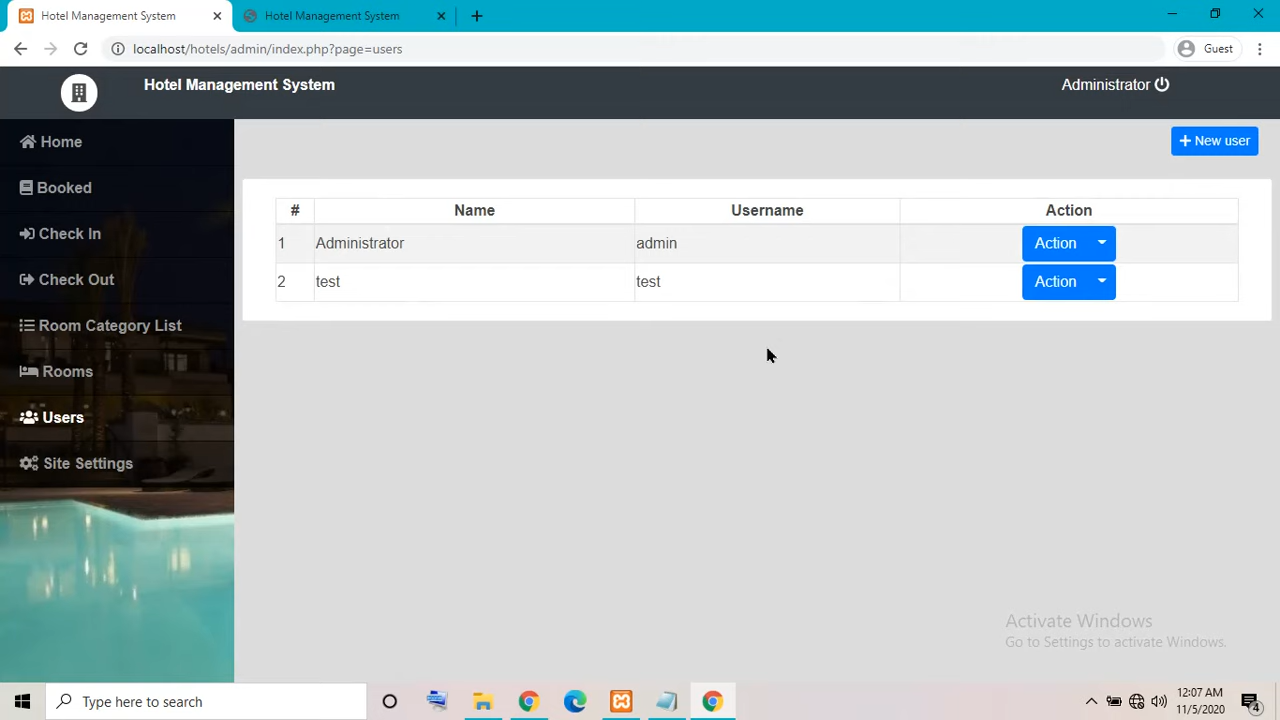 Hotel Management System
Hotel Management System
localhost/hotels/admin/index.php?page=users
Guest
Hotel Management System
Administrator
Home
Booked
Check In
Check Out
Room Category List
Rooms
Users
Site Settings
New user
# Name Username Action
1 Administrator admin Action
2 test test Action
Activate Windows
Go to Settings to activate Windows.
Type here to search
12:07 AM
11/5/2020
4